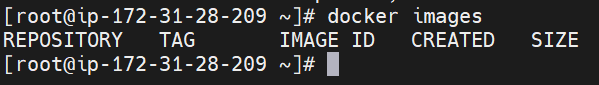 [root@ip-172-31-28-209 ~]# docker images
REPOSITORY   TAG       IMAGE ID   CREATED   SIZE
[root@ip-172-31-28-209 ~]#